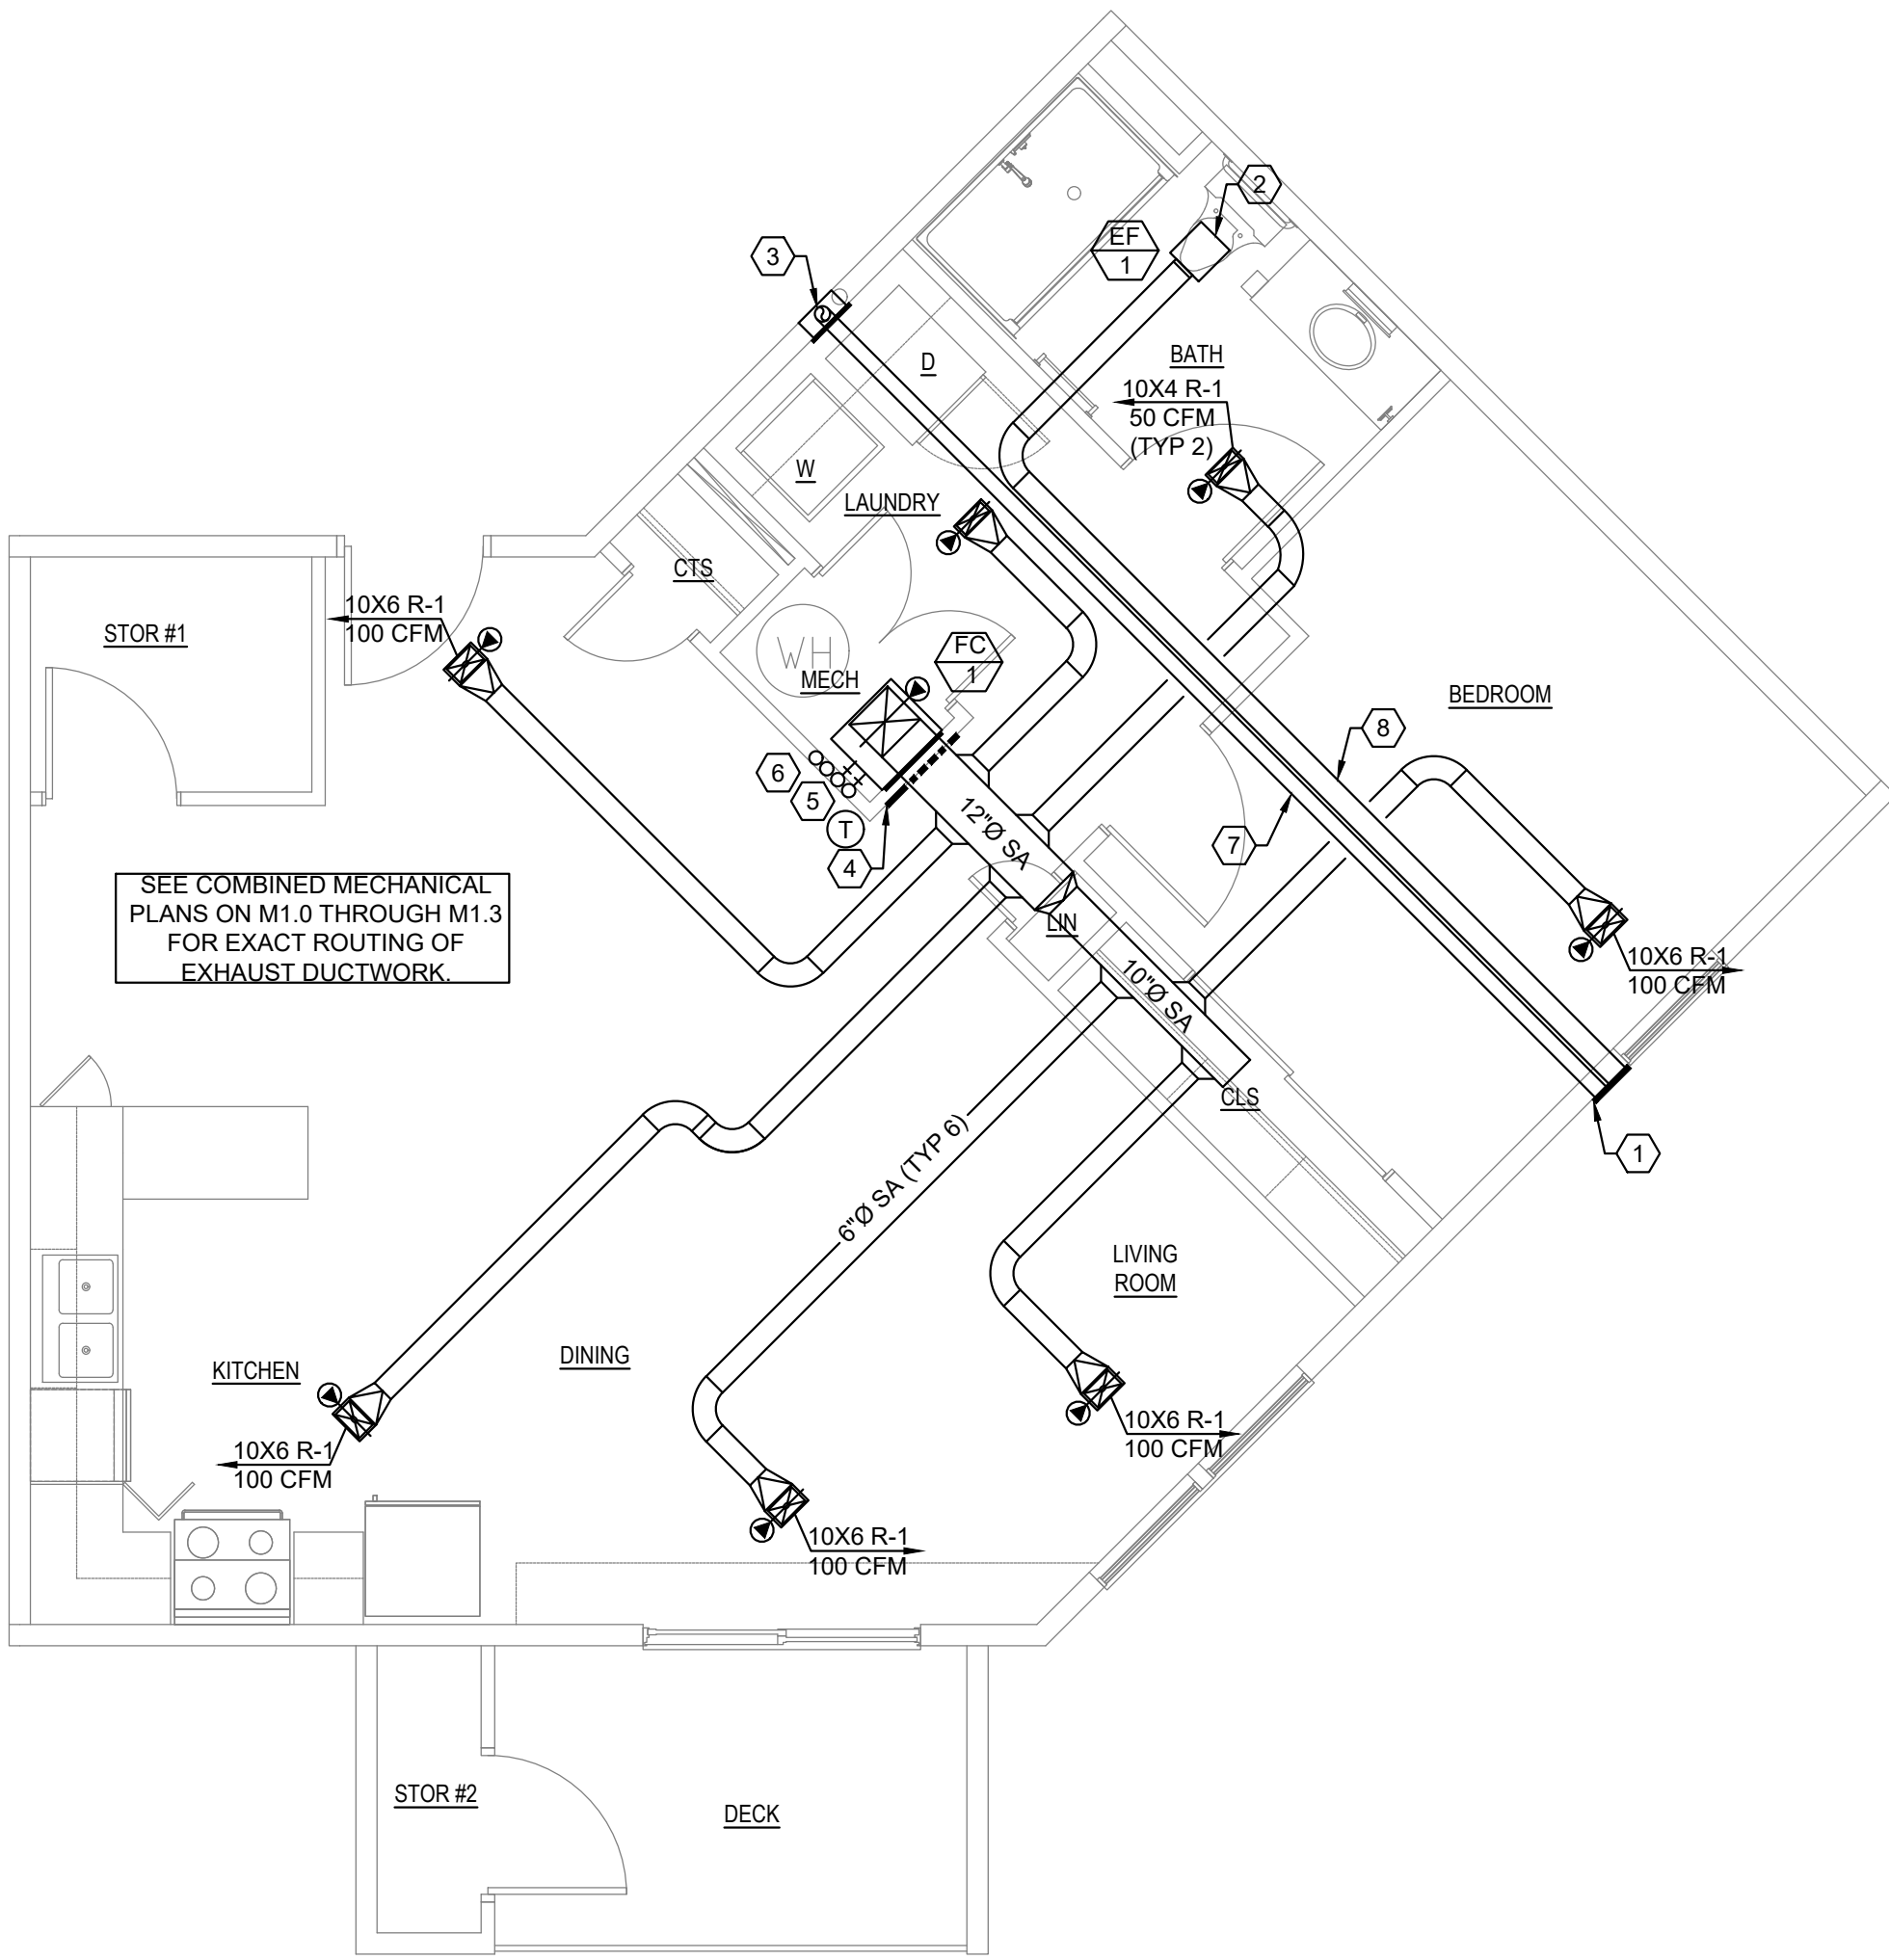 2
EF
1
3
BATH
D
10X4 R-1
50 CFM
(TYP 2)
W
LAUNDRY
CTS
10X6 R-1
100 CFM
STOR #1
WH
FC
1
MECH
BEDROOM
8
6
5
T
4
12"Ø SA
7
SEE COMBINED MECHANICAL
PLANS ON M1.0 THROUGH M1.3
FOR EXACT ROUTING OF
EXHAUST DUCTWORK.
LIN
10X6 R-1
100 CFM
10"Ø SA
CLS
1
6"Ø SA (TYP 6)
LIVING
ROOM
DINING
KITCHEN
10X6 R-1
100 CFM
10X6 R-1
100 CFM
10X6 R-1
100 CFM
STOR #2
DECK